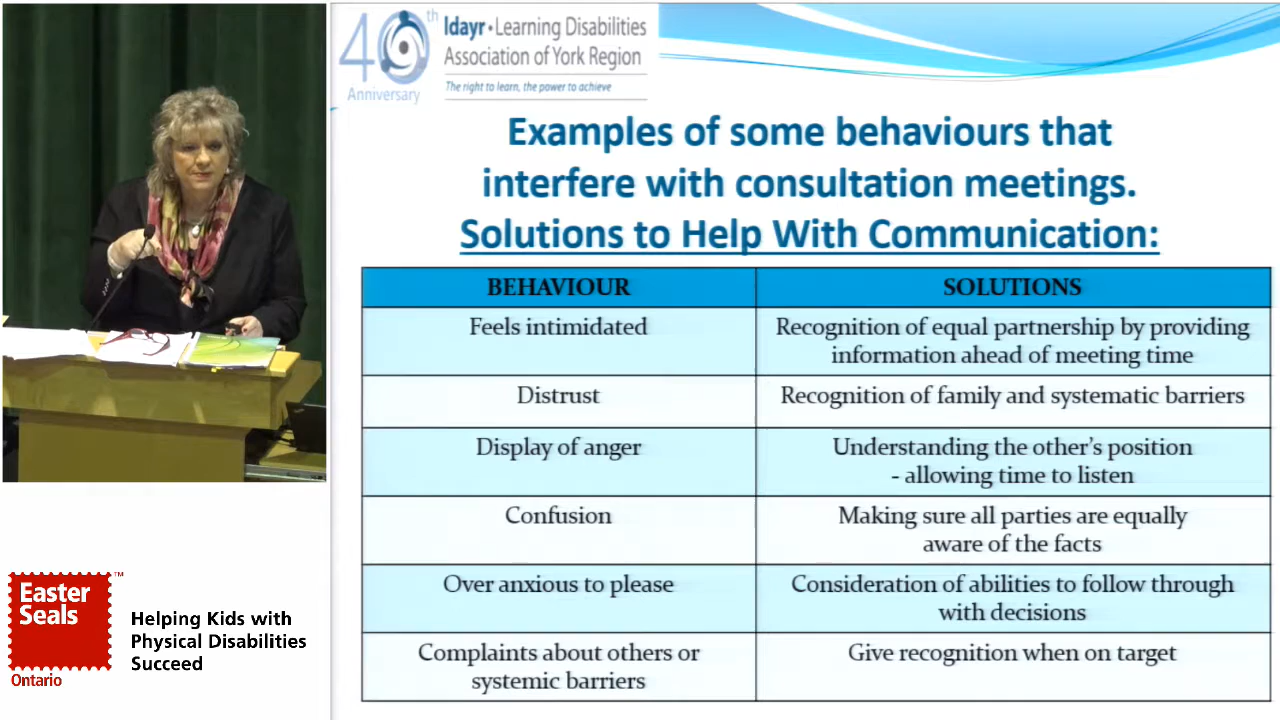 40th
Anniversary
ldayr • Learning Disabilities
Association of York Region
The right to learn, the power to achieve
Examples of some behaviours that
interfere with consultation meetings.
Solutions to Help With Communication:
BEHAVIOUR
SOLUTIONS
Feels intimidated
Recognition of equal partnership by providing
information ahead of meeting time
Distrust
Recognition of family and systematic barriers
Display of anger
Understanding the other's position
- allowing time to listen
Confusion
Making sure all parties are equally
aware of the facts
Over anxious to please
Consideration of abilities to follow through
with decisions
Complaints about others or
systemic barriers
Give recognition when on target
Easter
Seals
TM
Ontario
Helping Kids with
Physical Disabilities
Succeed